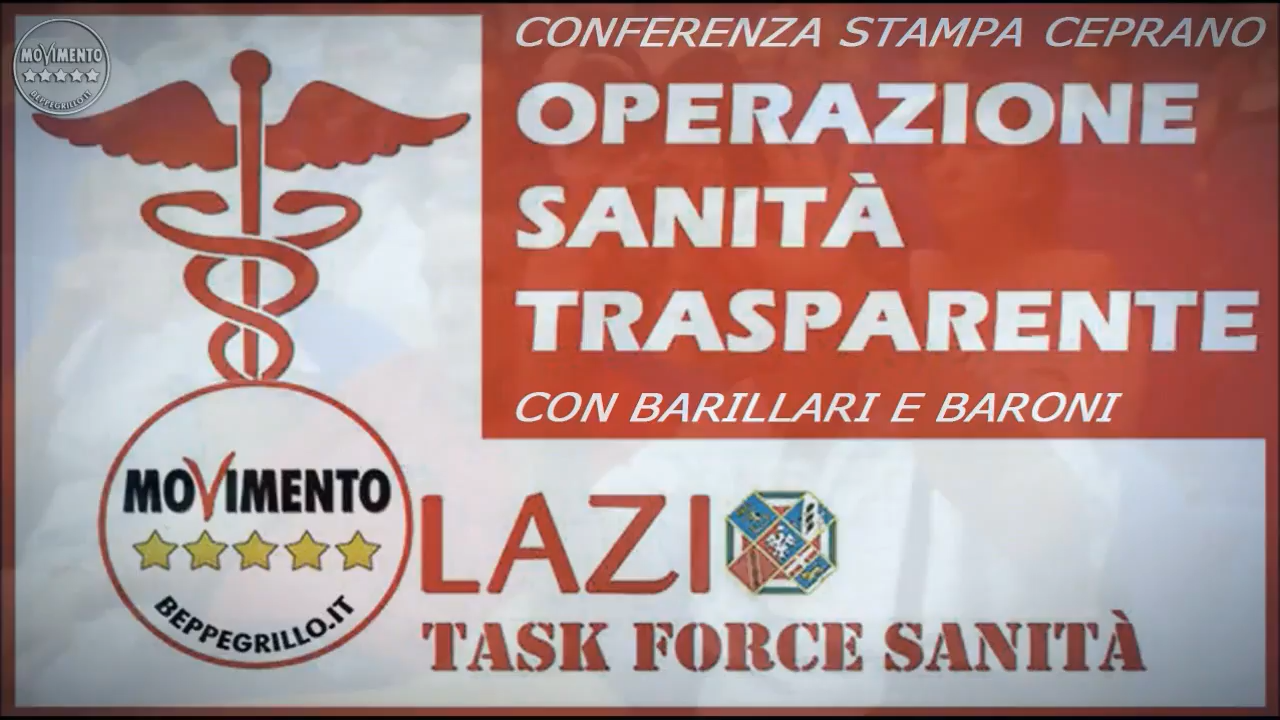 MOVIMENTO
BEPPEGRILLO.IT
CONFERENZA STAMPA CEPRANO
OPERAZIONE
SANITÀ
TRASPARENTE
CON BARILLARI E BARONI
MOVIMENTO
BEPPEGRILLO.IT
LAZIO
TASK FORCE SANITÀ